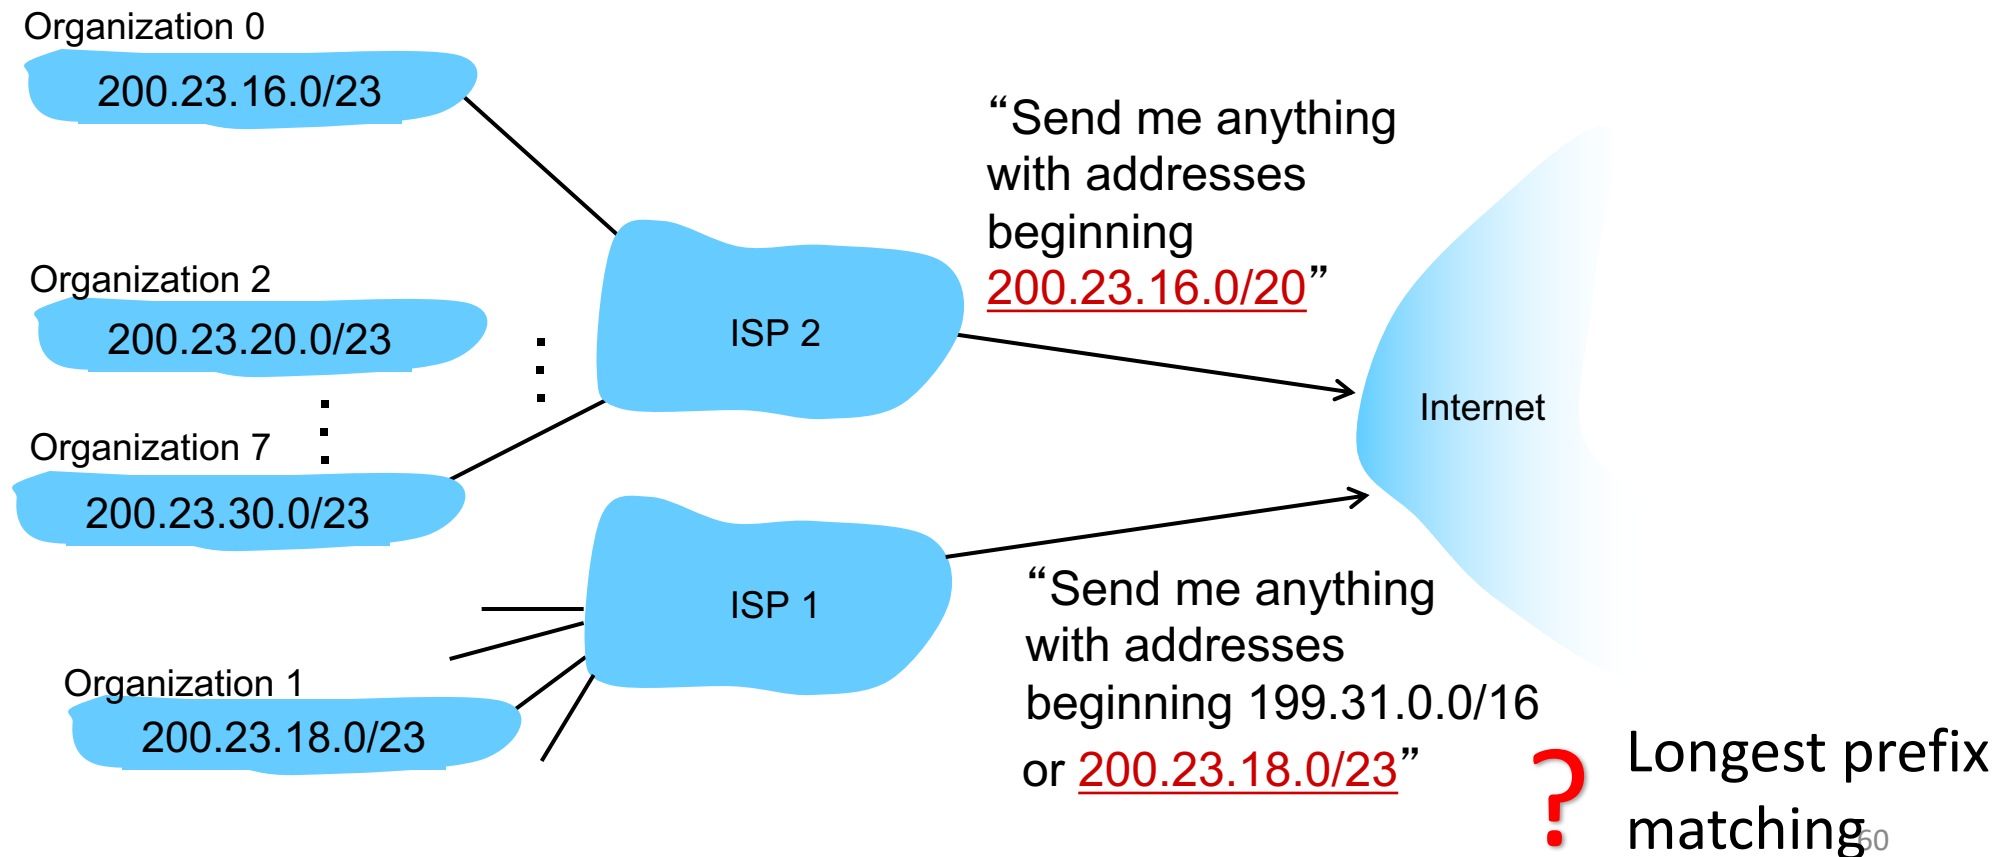 Organization 0
200.23.16.0/23
“Send me anything
with addresses
beginning
200.23.16.0/20”
Organization 2
200.23.20.0/23
ISP 2
Internet
Organization 7
200.23.30.0/23
ISP 1
“Send me anything
with addresses
beginning 199.31.0.0/16
or 200.23.18.0/23”
Organization 1
200.23.18.0/23
?
Longest prefix
matching
60